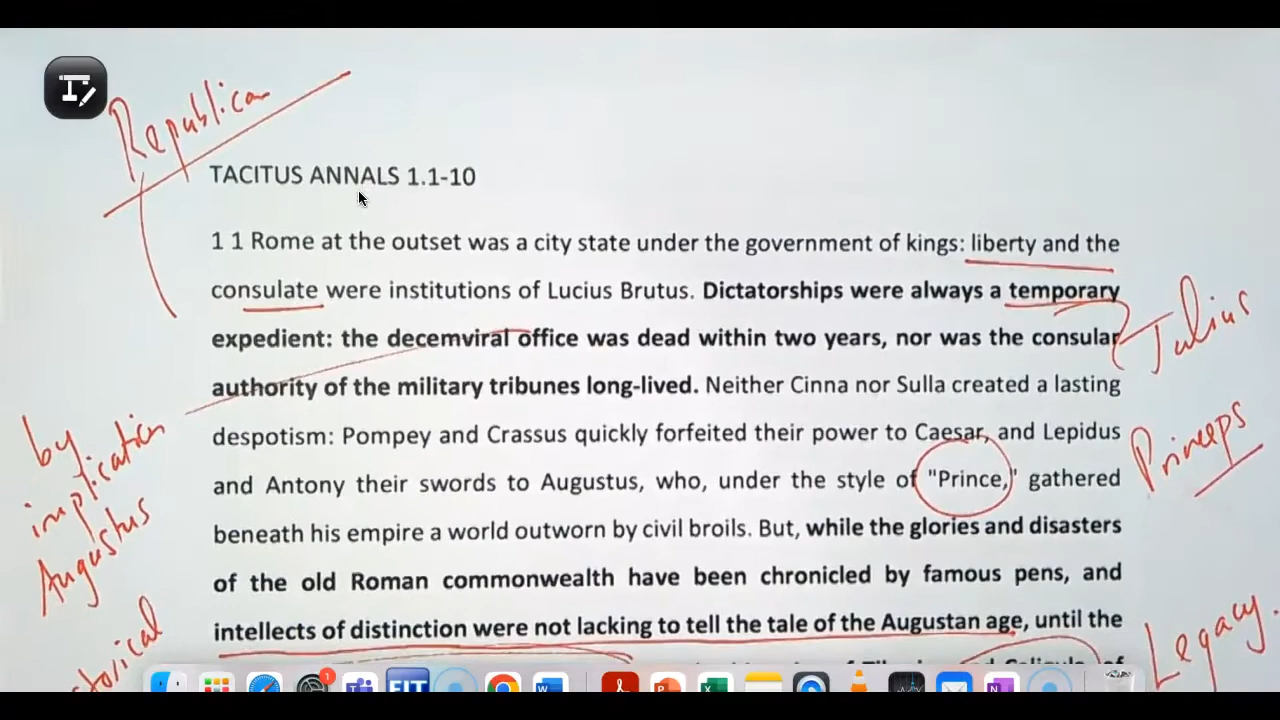 Republican
TACITUS ANNALS 1.1-10
1 1 Rome at the outset was a city state under the government of kings: liberty and the
consulate were institutions of Lucius Brutus. Dictatorships were always a temporary
expedient: the decemviral office was dead within two years, nor was the consular
authority of the military tribunes long-lived. Neither Cinna nor Sulla created a lasting
despotism: Pompey and Crassus quickly forfeited their power to Caesar, and Lepidus
and Antony their swords to Augustus, who, under the style of "Prince," gathered
beneath his empire a world outworn by civil broils. But, while the glories and disasters
of the old Roman commonwealth have been chronicled by famous pens, and
intellects of distinction were not lacking to tell the tale of the Augustan age, until the
Julius
Princeps
Legacy.
by
implication
Augustus
FIT
1